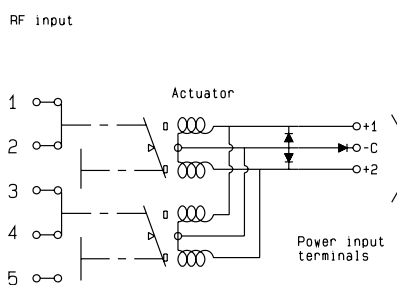 RF input
Actuator
1
2
3
4
5
+1
-C
+2
Power input
terminals